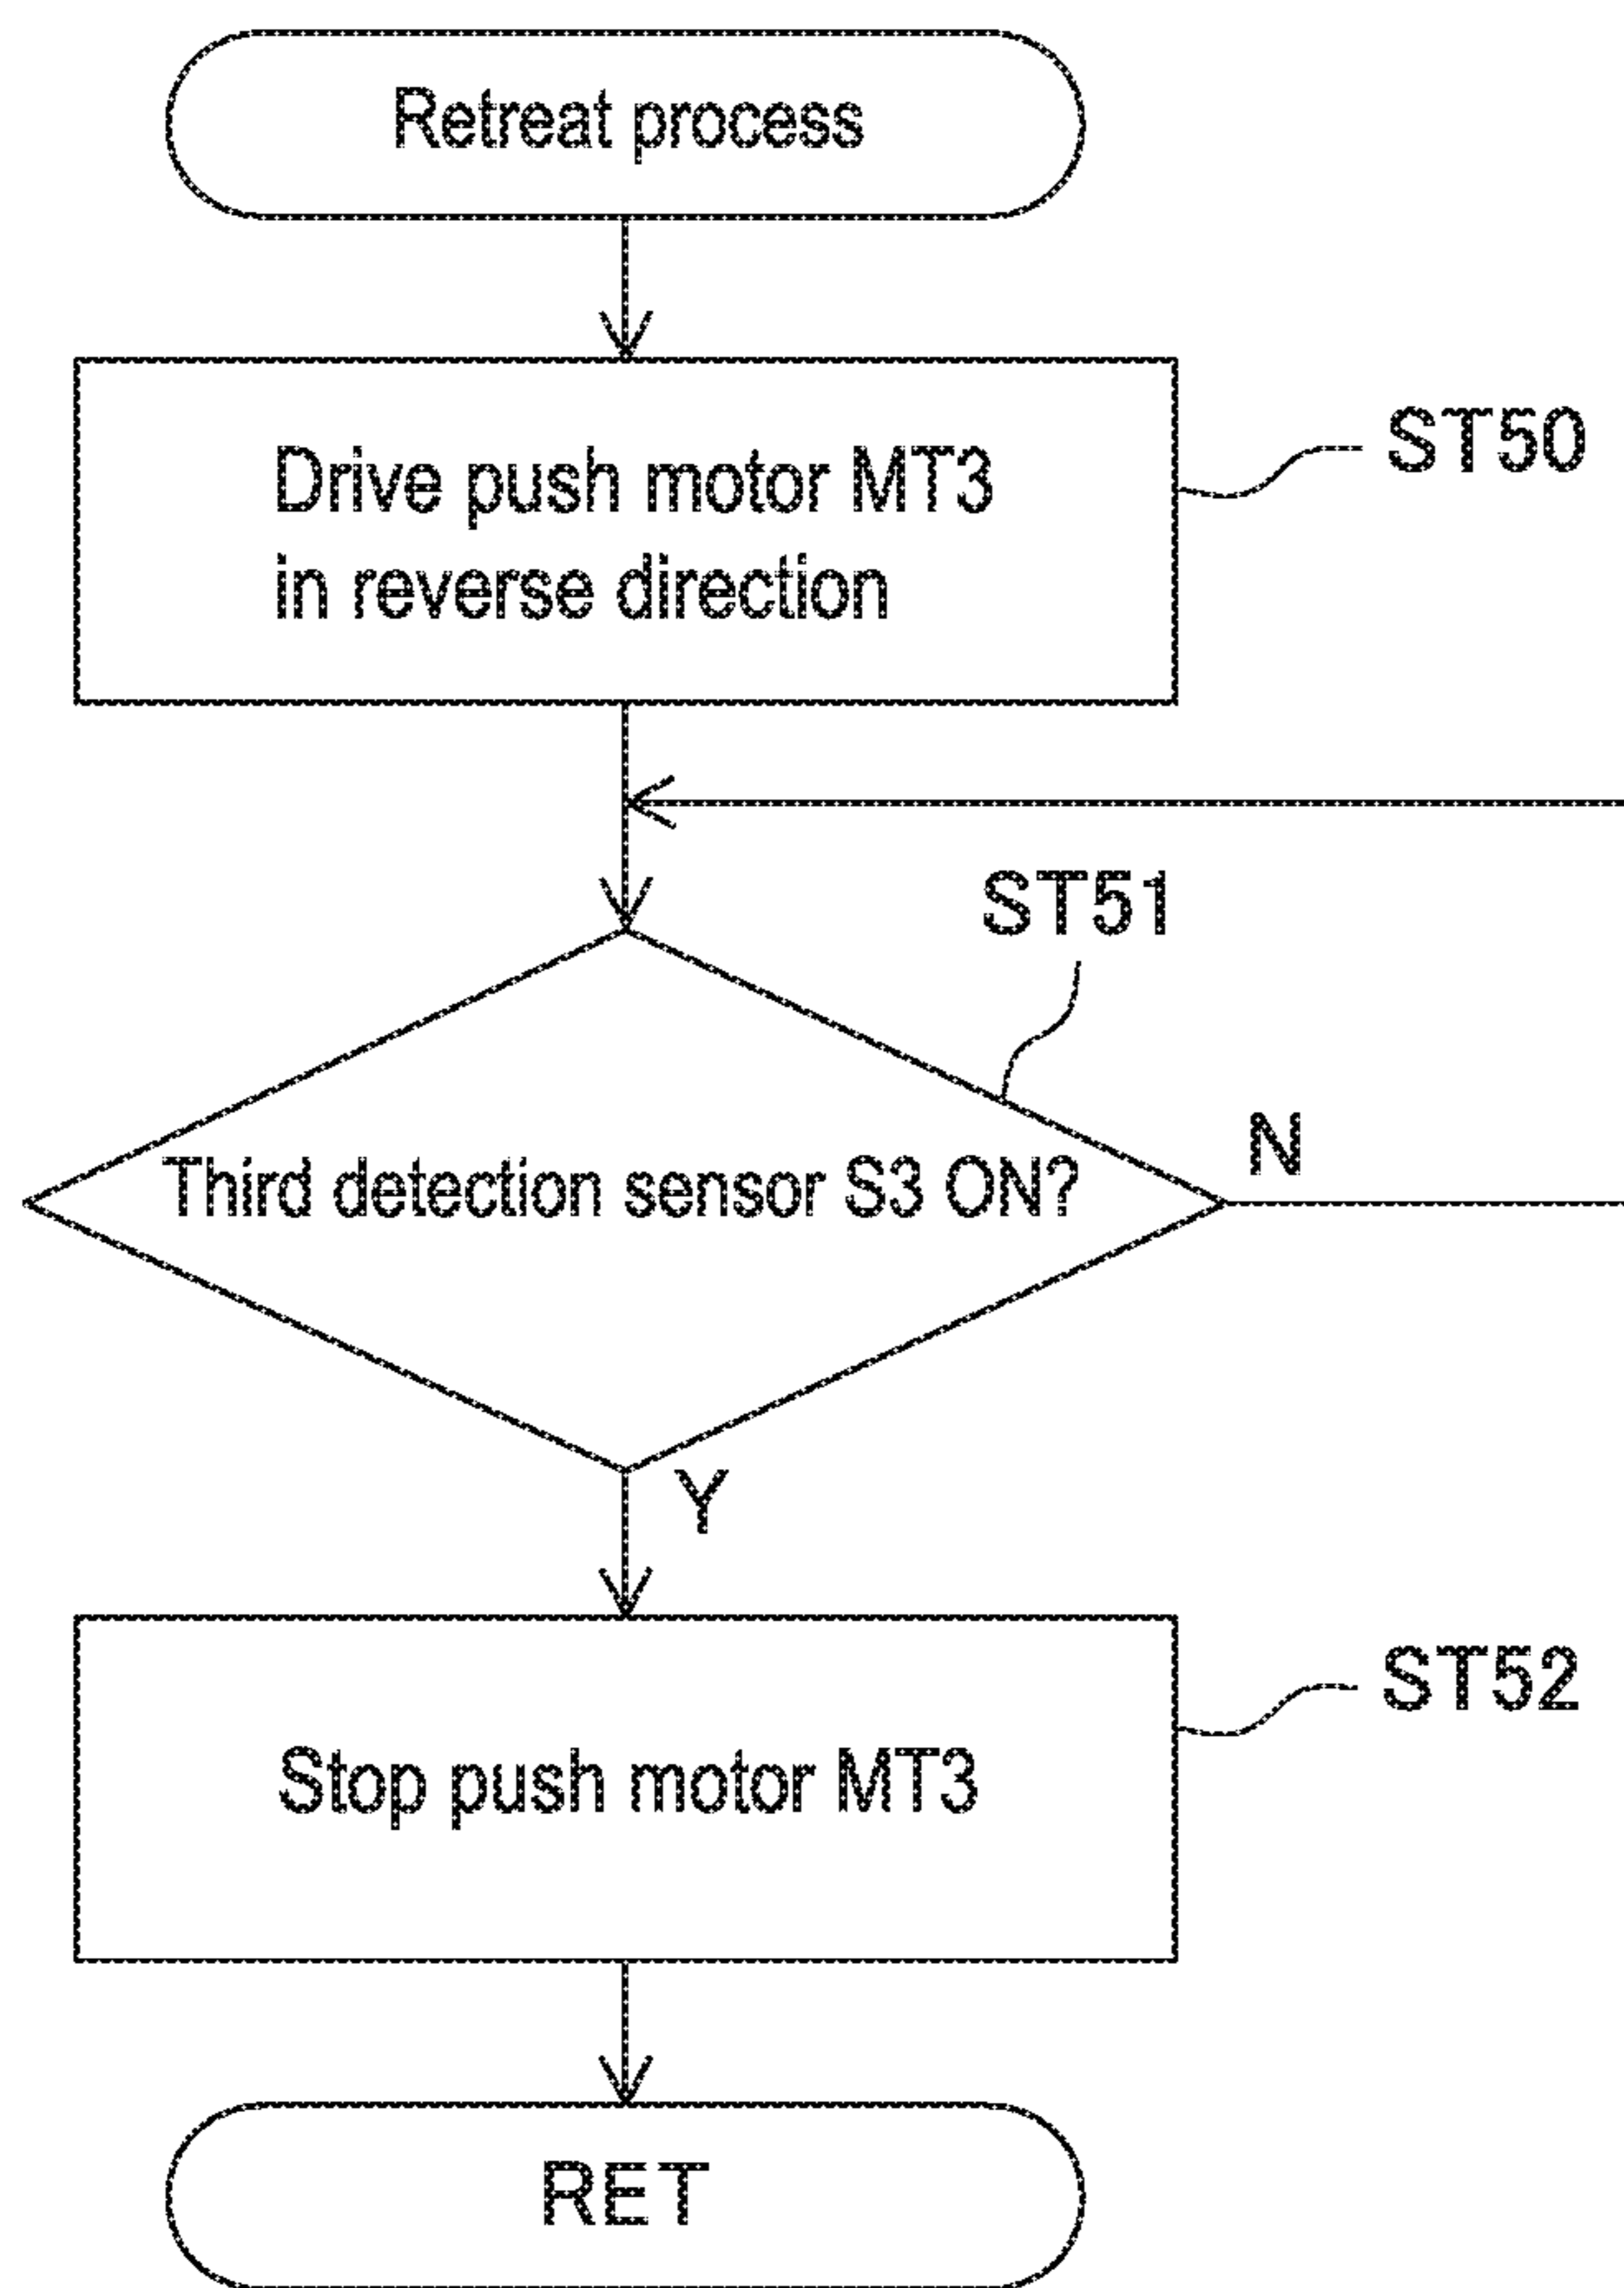 Retreat process
Drive push motor MT3
in reverse direction
ST50
ST51
Third detection sensor S3 ON?
N
Y
Stop push motor MT3
ST52
RET